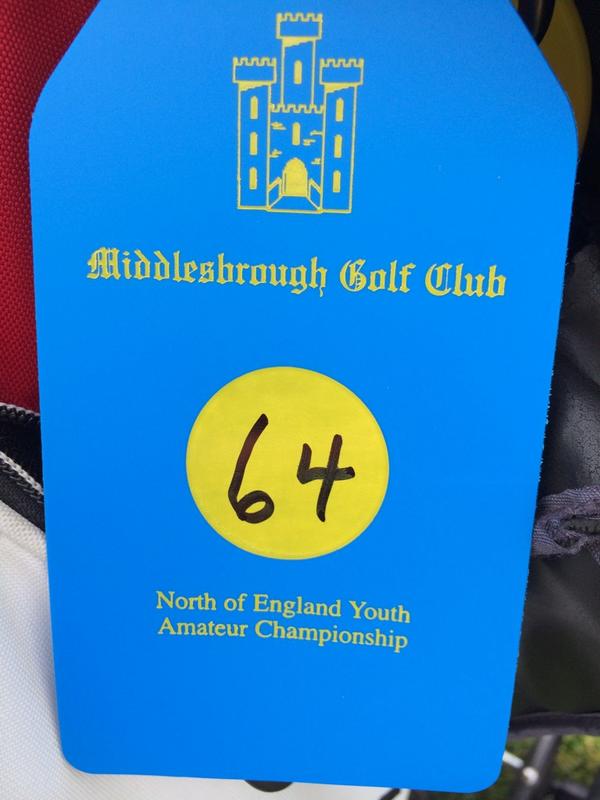 Middlesbrough Golf Club
64
North of England Youth
Amateur Championship